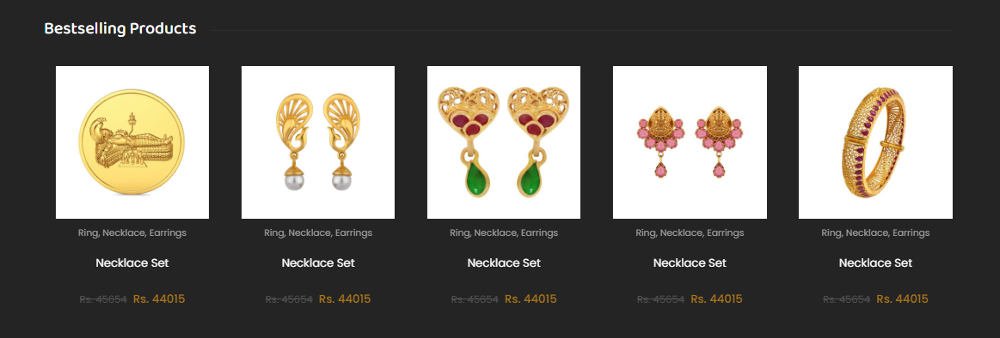 Bestselling Products
Ring, Necklace, Earrings
Necklace Set
Rs. 45654 Rs. 44015
Ring, Necklace, Earrings
Necklace Set
Rs. 45654 Rs. 44015
Ring, Necklace, Earrings
Necklace Set
Rs. 45654 Rs. 44015
Ring, Necklace, Earrings
Necklace Set
Rs. 45654 Rs. 44015
Ring, Necklace, Earrings
Necklace Set
Rs. 45654 Rs. 44015